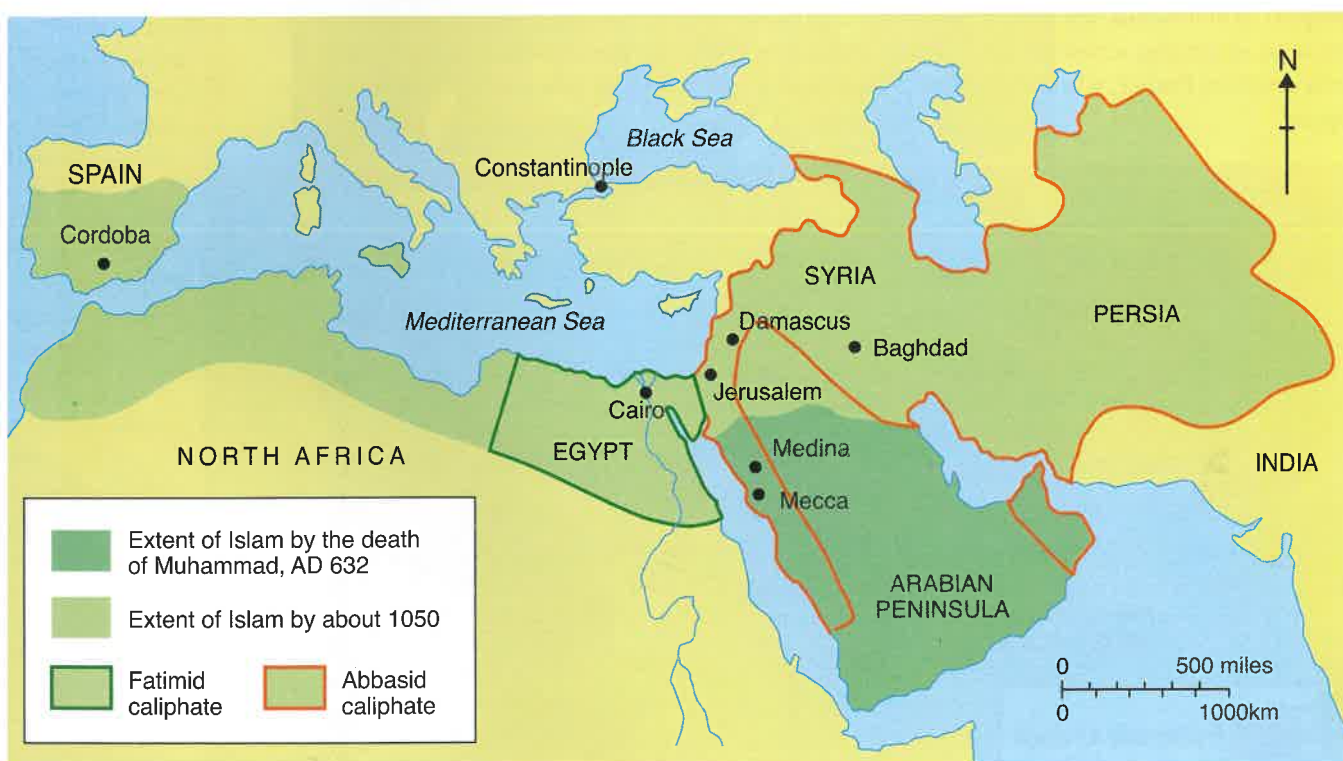 N
Black Sea
Constantinople
SPAIN
Cordoba
SYRIA
PERSIA
Mediterranean Sea
Damascus
Baghdad
Jerusalem
Cairo
EGYPT
Medina
NORTH AFRICA
INDIA
Mecca
ARABIAN
PENINSULA
Extent of Islam by the death
of Muhammad, AD 632
Extent of Islam by about 1050
Fatimid
caliphate
Abbasid
caliphate
0 500 miles
0 1000km